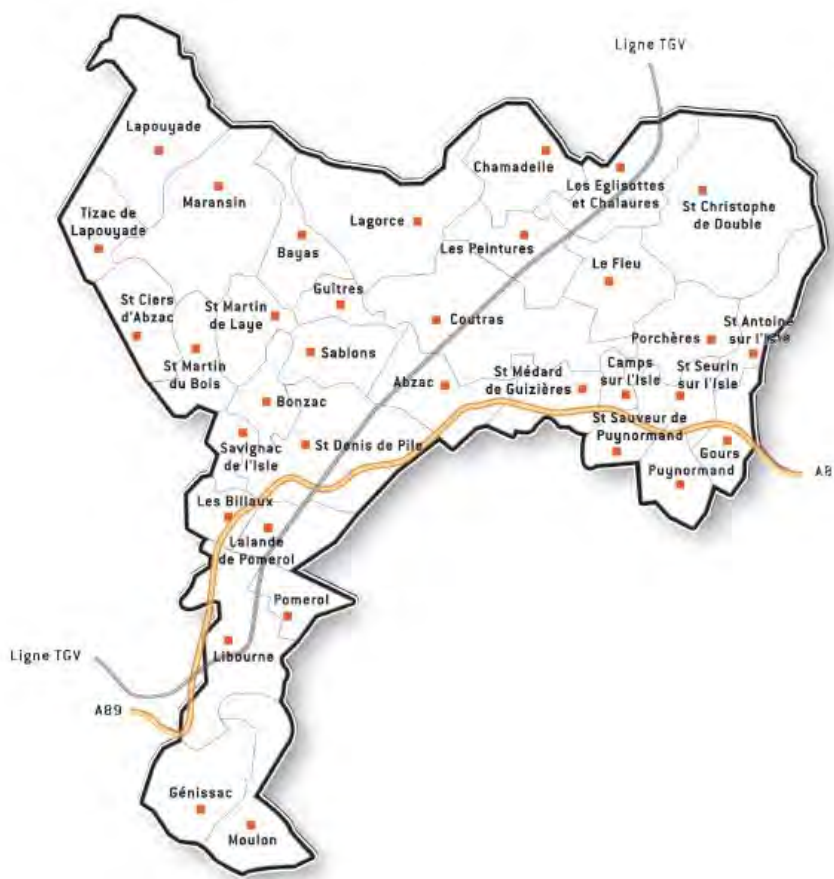 Ligne TGV
Lapouyade
Chamadelle
Les Eglisottes
et Chalaures
Maransin
St Christophe
de Double
Tizac de
Lapouyade
Lagorce
Bayas
Les Peintures
Le Fieu
Guîtres
St Ciers
d'Abzac
St Martin
de Laye
Coutras
St Antoine
sur l'Isle
Porchères
St Martin
du Bois
Sablons
Abzac
St Médard
de Guizières
Camps
sur l'Isle
St Seurin
sur l'Isle
Bonzac
Savignac
de l'Isle
St Denis de Pile
St Sauveur de
Puynormand
Gours
Puynormand
A8
Les Billaux
Lalande
de Pomerol
Pomerol
Libourne
Ligne TGV
A89
Génissac
Moulon